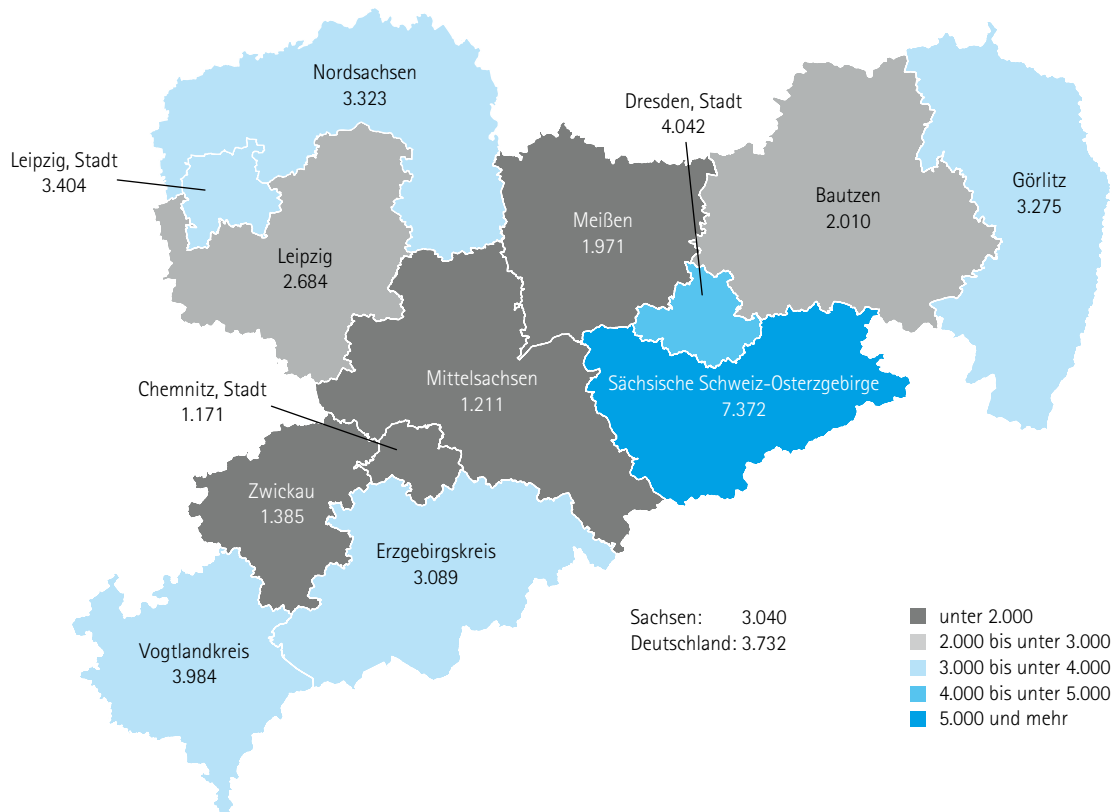 Nordsachsen
3.323
Dresden, Stadt
4.042
Leipzig, Stadt
3.404
Görlitz
3.275
Bautzen
2.010
Meißen
1.971
Leipzig
2.684
Mittelsachsen
1.211
Sächsische Schweiz-Osterzgebirge
7.372
Chemnitz, Stadt
1.171
Zwickau
1.385
Erzgebirgskreis
3.089
Vogtlandkreis
3.984
Sachsen: 3.040
Deutschland: 3.732
unter 2.000
2.000 bis unter 3.000
3.000 bis unter 4.000
4.000 bis unter 5.000
5.000 und mehr